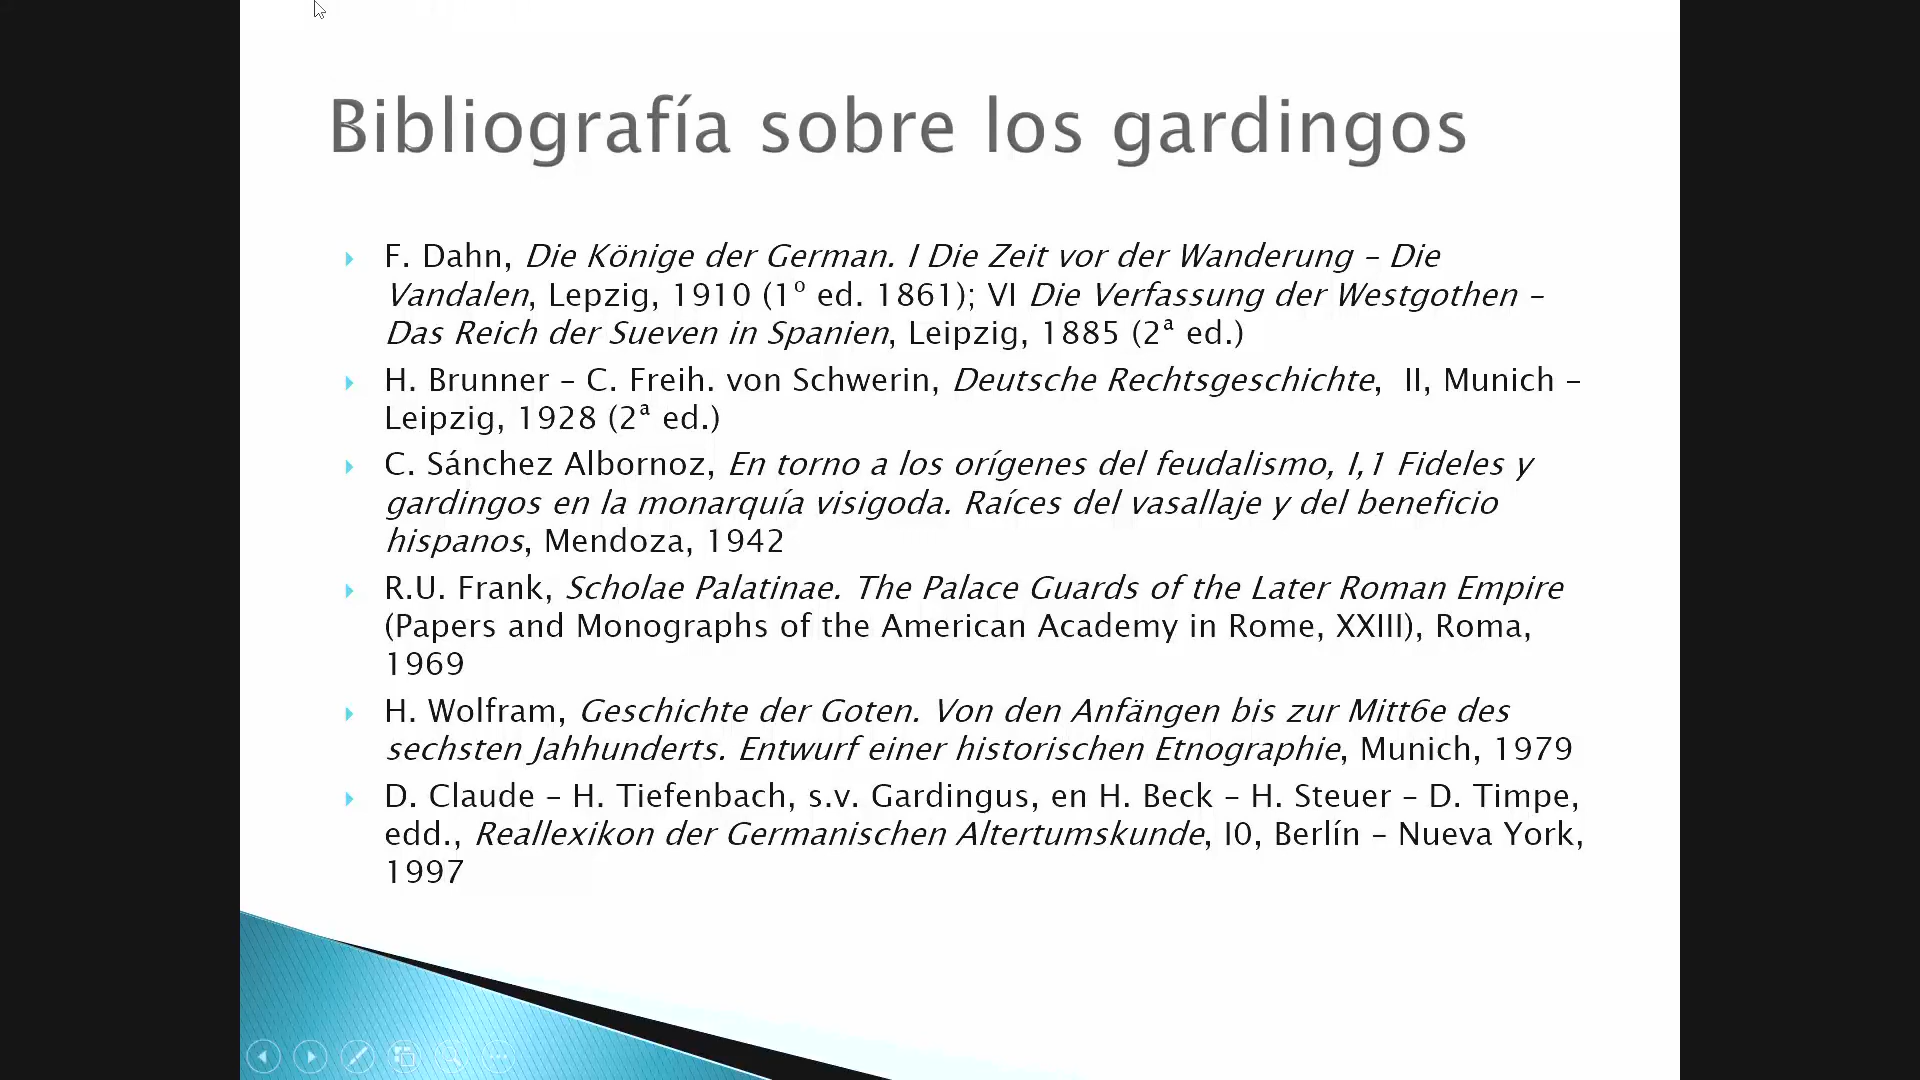 Bibliografía sobre los gardingos
F. Dahn, Die Könige der German. I Die Zeit vor der Wanderung – Die
Vandalen, Lepzig, 1910 (1º ed. 1861); VI Die Verfassung der Westgothen –
Das Reich der Sueven in Spanien, Leipzig, 1885 (2ª ed.)
H. Brunner – C. Freih. von Schwerin, Deutsche Rechtsgeschichte,  II, Munich –
Leipzig, 1928 (2ª ed.)
C. Sánchez Albornoz, En torno a los orígenes del feudalismo, I,1 Fideles y
gardingos en la monarquía visigoda. Raíces del vasallaje y del beneficio
hispanos, Mendoza, 1942
R.U. Frank, Scholae Palatinae. The Palace Guards of the Later Roman Empire
(Papers and Monographs of the American Academy in Rome, XXIII), Roma,
1969
H. Wolfram, Geschichte der Goten. Von den Anfängen bis zur Mitt6e des
sechsten Jahhunderts. Entwurf einer historischen Etnographie, Munich, 1979
D. Claude – H. Tiefenbach, s.v. Gardingus, en H. Beck – H. Steuer – D. Timpe,
edd., Reallexikon der Germanischen Altertumskunde, I0, Berlín – Nueva York,
1997